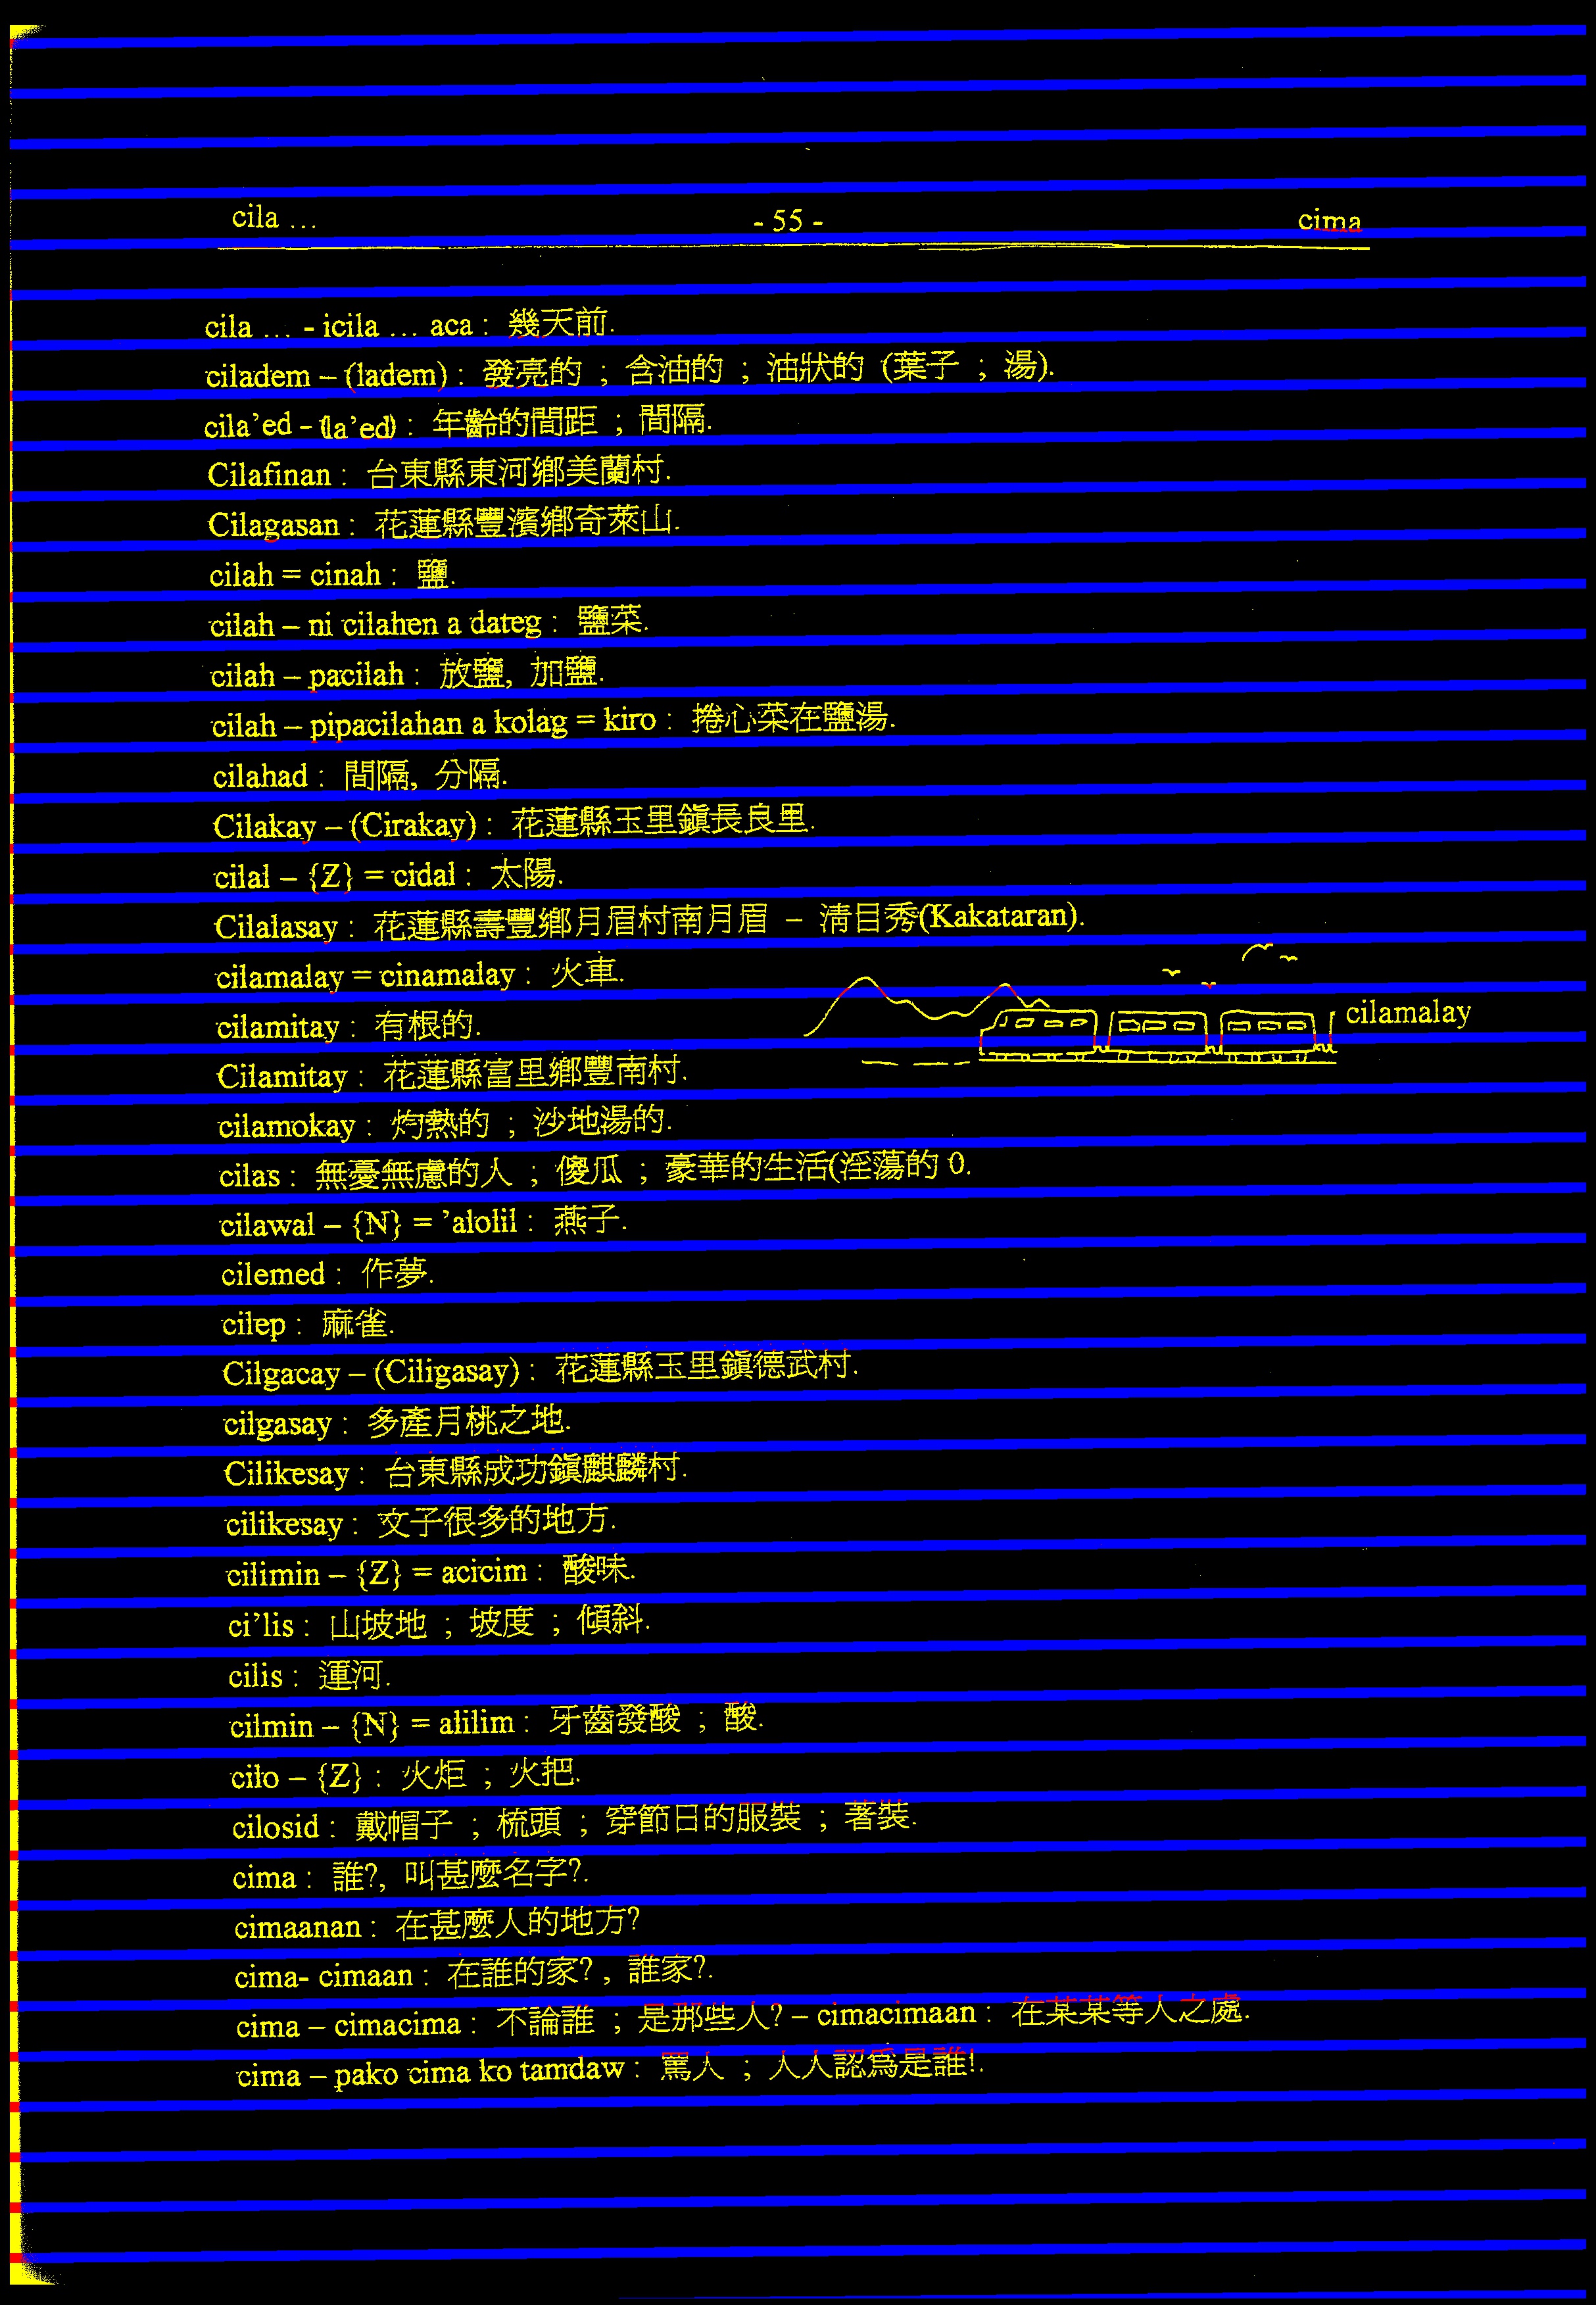 cila ... - 55 - cima
cila ... - icila ... aca : 幾天前.
ciladem – (ladem) : 發亮的 ; 含油的 ; 油狀的 (葉子 ; 湯).
cila'ed - (la'ed) : 年齡的間距 ; 間隔.
Cilafinan : 台東縣東河鄉美蘭村.
Cilagasan : 花蓮縣豐濱鄉奇萊山.
cilah = cinah : 鹽.
cilah – ni cilahen a dateg : 鹽菜.
cilah – pacilah : 放鹽, 加鹽.
cilah – pipacilahan a kolag = kiro : 捲心菜在鹽湯.
cilahad : 間隔, 分隔.
Cilakay – (Cirakay) : 花蓮縣玉里鎮長良里.
cilal – {Z} = cidal : 太陽.
Cilalasay : 花蓮縣壽豐鄉月眉村南月眉 – 淸目秀(Kakataran).
cilamalay = cinamalay : 火車.
cilamalay
cilamitay : 有根的.
Cilamitay : 花蓮縣富里鄉豐南村.
cilamokay : 灼熱的 ; 沙地湯的.
cilas : 無憂無慮的人 ; 傻瓜 ; 豪華的生活(淫蕩的 0.
cilawal – {N} = 'alolil : 燕子.
cilemed : 作夢.
cilep : 麻雀.
Cilgacay – (Ciligasay) : 花蓮縣玉里鎮德武村.
cilgasay : 多產月桃之地.
Cilikesay : 台東縣成功鎮麒麟村.
cilikesay : 文子很多的地方.
cilimin – {Z} = acicim : 酸味.
ci'lis : 山坡地 ; 坡度 ; 傾斜.
cilis : 運河.
cilmin – {N} = alilim : 牙齒發酸 ; 酸.
cilo – {Z} : 火炬 ; 火把.
cilosid : 戴帽子 ; 梳頭 ; 穿節日的服裝 ; 著裝.
cima : 誰?, 叫甚麼名字?.
cimaanan : 在甚麼人的地方?
cima- cimaan : 在誰的家? , 誰家?.
cima – cimacima : 不論誰 ; 是那些人? – cimacimaan : 在某某等人之處.
cima – pako cima ko tamdaw : 罵人 ; 人人認爲是誰!.